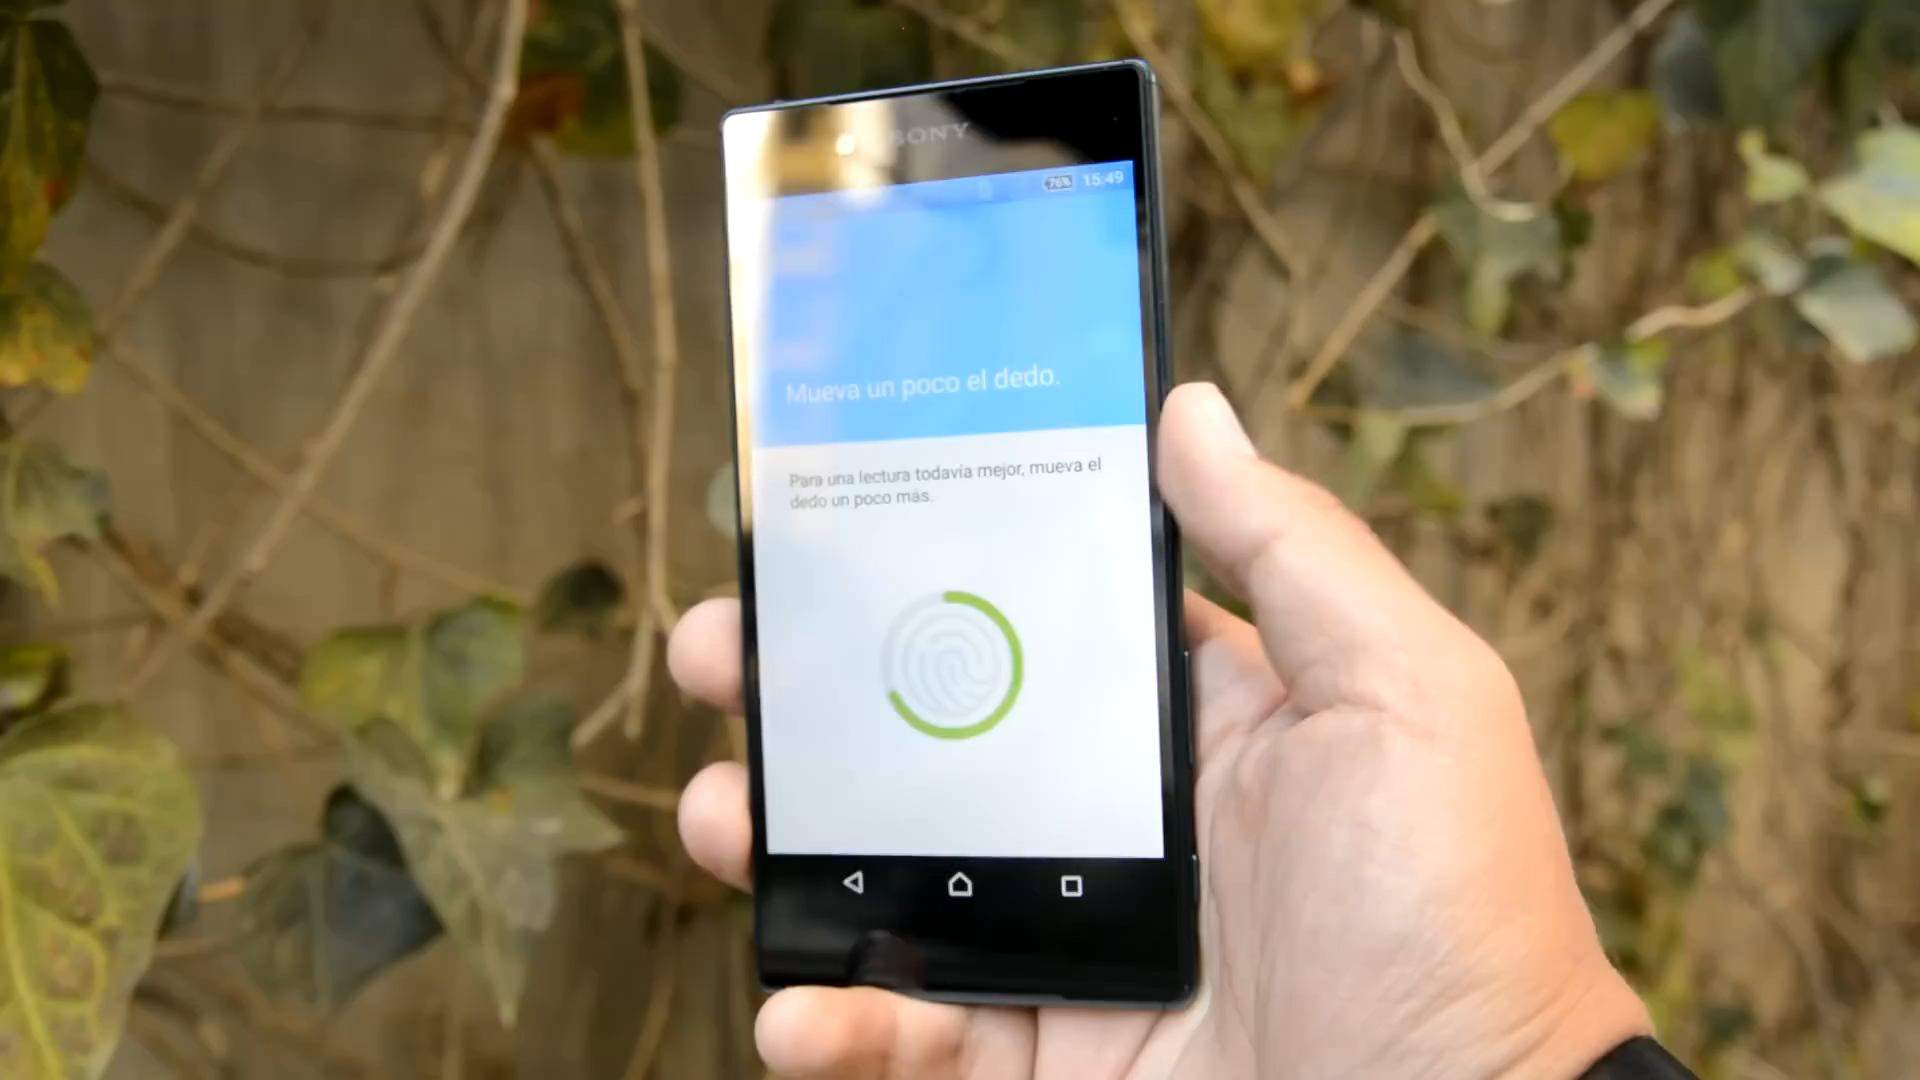 SONY
76% 15:49
Mueva un poco el dedo.
Para una lectura todavía mejor, mueva el
dedo un poco más.